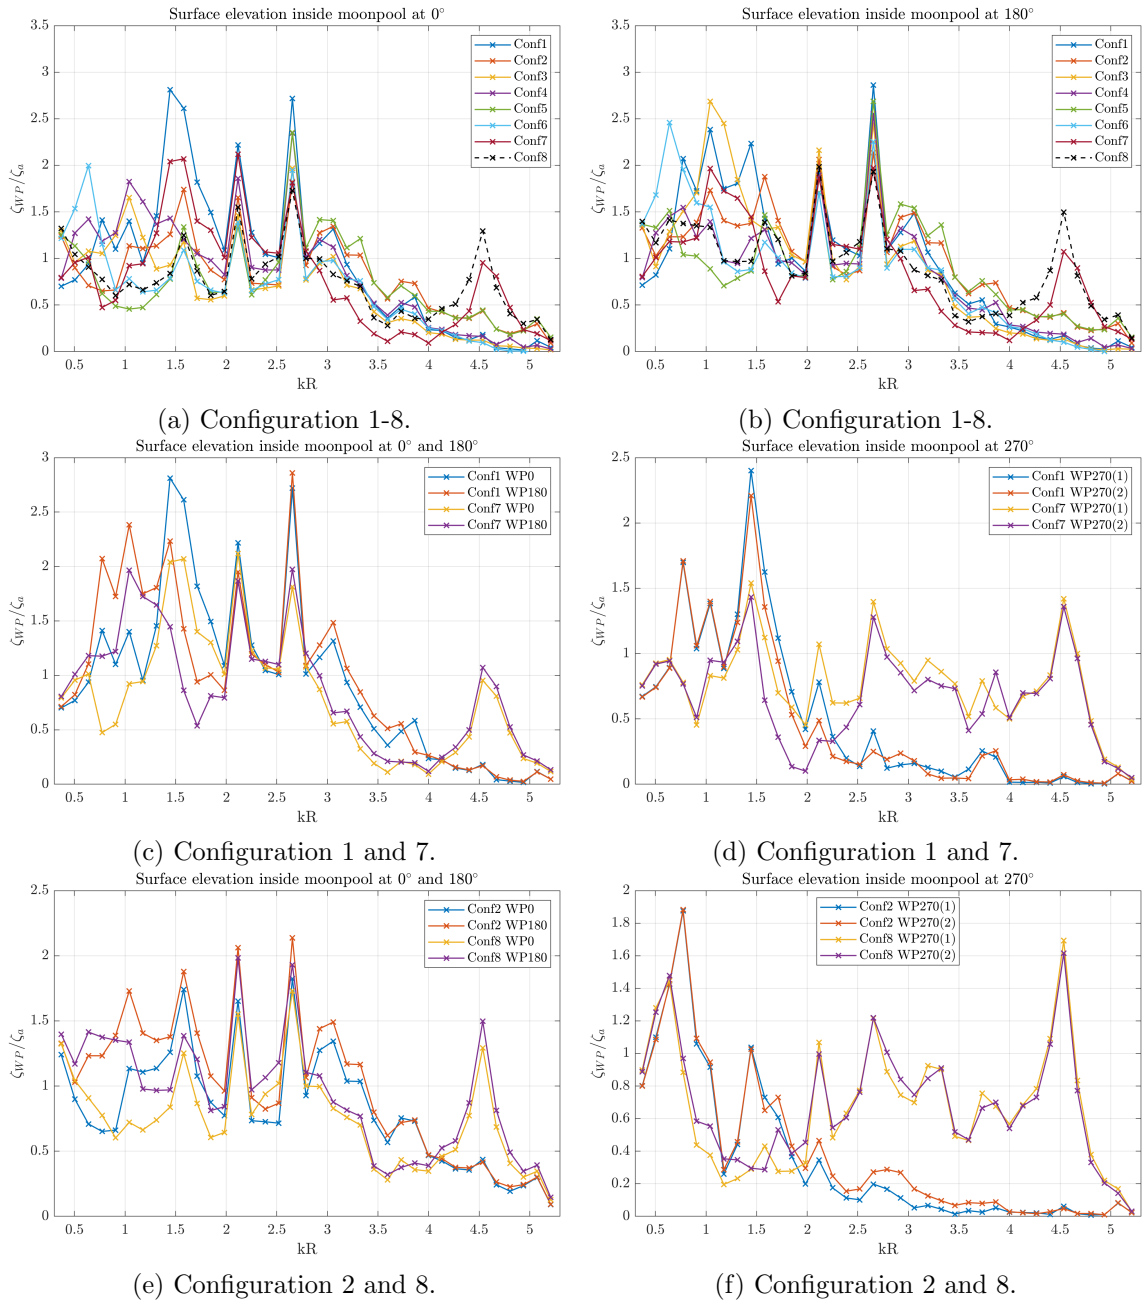 Surface elevation inside moonpool at 0°
ζ_WP/ζ_a
3.5
3
2.5
2
1.5
1
0.5
0
0.5 1 1.5 2 2.5 3 3.5 4 4.5 5
kR
Conf1
Conf2
Conf3
Conf4
Conf5
Conf6
Conf7
Conf8
(a) Configuration 1-8.
Surface elevation inside moonpool at 180°
ζ_WP/ζ_a
3.5
3
2.5
2
1.5
1
0.5
0
0.5 1 1.5 2 2.5 3 3.5 4 4.5 5
kR
Conf1
Conf2
Conf3
Conf4
Conf5
Conf6
Conf7
Conf8
(b) Configuration 1-8.
Surface elevation inside moonpool at 0° and 180°
ζ_WP/ζ_a
3
2.5
2
1.5
1
0.5
0
0.5 1 1.5 2 2.5 3 3.5 4 4.5 5
kR
Conf1 WP0
Conf1 WP180
Conf7 WP0
Conf7 WP180
(c) Configuration 1 and 7.
Surface elevation inside moonpool at 270°
ζ_WP/ζ_a
2.5
2
1.5
1
0.5
0
0.5 1 1.5 2 2.5 3 3.5 4 4.5 5
kR
Conf1 WP270(1)
Conf1 WP270(2)
Conf7 WP270(1)
Conf7 WP270(2)
(d) Configuration 1 and 7.
Surface elevation inside moonpool at 0° and 180°
ζ_WP/ζ_a
2.5
2
1.5
1
0.5
0
0.5 1 1.5 2 2.5 3 3.5 4 4.5 5
kR
Conf2 WP0
Conf2 WP180
Conf8 WP0
Conf8 WP180
(e) Configuration 2 and 8.
Surface elevation inside moonpool at 270°
ζ_WP/ζ_a
2
1.8
1.6
1.4
1.2
1
0.8
0.6
0.4
0.2
0
0.5 1 1.5 2 2.5 3 3.5 4 4.5 5
kR
Conf2 WP270(1)
Conf2 WP270(2)
Conf8 WP270(1)
Conf8 WP270(2)
(f) Configuration 2 and 8.